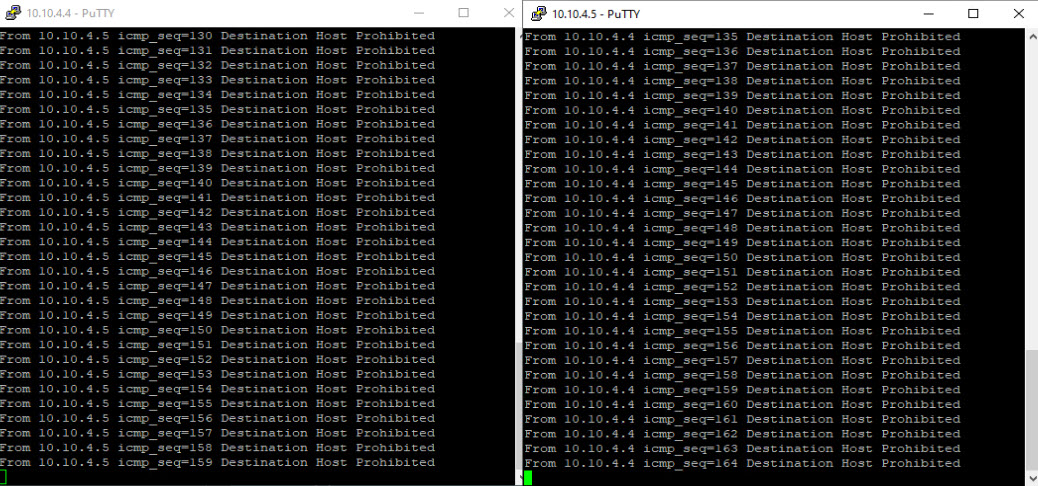 10.10.4.4 - PuTTY
From 10.10.4.5 icmp_seq=130 Destination Host Prohibited
From 10.10.4.5 icmp_seq=131 Destination Host Prohibited
From 10.10.4.5 icmp_seq=132 Destination Host Prohibited
From 10.10.4.5 icmp_seq=133 Destination Host Prohibited
From 10.10.4.5 icmp_seq=134 Destination Host Prohibited
From 10.10.4.5 icmp_seq=135 Destination Host Prohibited
From 10.10.4.5 icmp_seq=136 Destination Host Prohibited
From 10.10.4.5 icmp_seq=137 Destination Host Prohibited
From 10.10.4.5 icmp_seq=138 Destination Host Prohibited
From 10.10.4.5 icmp_seq=139 Destination Host Prohibited
From 10.10.4.5 icmp_seq=140 Destination Host Prohibited
From 10.10.4.5 icmp_seq=141 Destination Host Prohibited
From 10.10.4.5 icmp_seq=142 Destination Host Prohibited
From 10.10.4.5 icmp_seq=143 Destination Host Prohibited
From 10.10.4.5 icmp_seq=144 Destination Host Prohibited
From 10.10.4.5 icmp_seq=145 Destination Host Prohibited
From 10.10.4.5 icmp_seq=146 Destination Host Prohibited
From 10.10.4.5 icmp_seq=147 Destination Host Prohibited
From 10.10.4.5 icmp_seq=148 Destination Host Prohibited
From 10.10.4.5 icmp_seq=149 Destination Host Prohibited
From 10.10.4.5 icmp_seq=150 Destination Host Prohibited
From 10.10.4.5 icmp_seq=151 Destination Host Prohibited
From 10.10.4.5 icmp_seq=152 Destination Host Prohibited
From 10.10.4.5 icmp_seq=153 Destination Host Prohibited
From 10.10.4.5 icmp_seq=154 Destination Host Prohibited
From 10.10.4.5 icmp_seq=155 Destination Host Prohibited
From 10.10.4.5 icmp_seq=156 Destination Host Prohibited
From 10.10.4.5 icmp_seq=157 Destination Host Prohibited
From 10.10.4.5 icmp_seq=158 Destination Host Prohibited
From 10.10.4.5 icmp_seq=159 Destination Host Prohibited
10.10.4.5 - PuTTY
From 10.10.4.4 icmp_seq=135 Destination Host Prohibited
From 10.10.4.4 icmp_seq=136 Destination Host Prohibited
From 10.10.4.4 icmp_seq=137 Destination Host Prohibited
From 10.10.4.4 icmp_seq=138 Destination Host Prohibited
From 10.10.4.4 icmp_seq=139 Destination Host Prohibited
From 10.10.4.4 icmp_seq=140 Destination Host Prohibited
From 10.10.4.4 icmp_seq=141 Destination Host Prohibited
From 10.10.4.4 icmp_seq=142 Destination Host Prohibited
From 10.10.4.4 icmp_seq=143 Destination Host Prohibited
From 10.10.4.4 icmp_seq=144 Destination Host Prohibited
From 10.10.4.4 icmp_seq=145 Destination Host Prohibited
From 10.10.4.4 icmp_seq=146 Destination Host Prohibited
From 10.10.4.4 icmp_seq=147 Destination Host Prohibited
From 10.10.4.4 icmp_seq=148 Destination Host Prohibited
From 10.10.4.4 icmp_seq=149 Destination Host Prohibited
From 10.10.4.4 icmp_seq=150 Destination Host Prohibited
From 10.10.4.4 icmp_seq=151 Destination Host Prohibited
From 10.10.4.4 icmp_seq=152 Destination Host Prohibited
From 10.10.4.4 icmp_seq=153 Destination Host Prohibited
From 10.10.4.4 icmp_seq=154 Destination Host Prohibited
From 10.10.4.4 icmp_seq=155 Destination Host Prohibited
From 10.10.4.4 icmp_seq=156 Destination Host Prohibited
From 10.10.4.4 icmp_seq=157 Destination Host Prohibited
From 10.10.4.4 icmp_seq=158 Destination Host Prohibited
From 10.10.4.4 icmp_seq=159 Destination Host Prohibited
From 10.10.4.4 icmp_seq=160 Destination Host Prohibited
From 10.10.4.4 icmp_seq=161 Destination Host Prohibited
From 10.10.4.4 icmp_seq=162 Destination Host Prohibited
From 10.10.4.4 icmp_seq=163 Destination Host Prohibited
From 10.10.4.4 icmp_seq=164 Destination Host Prohibited